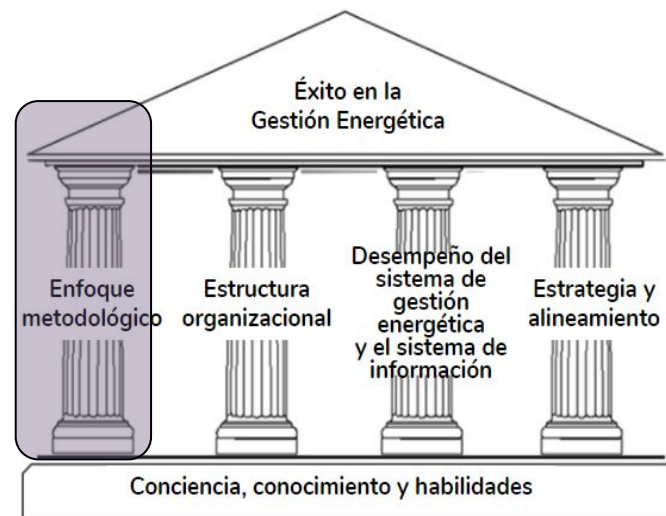 Éxito en la
Gestión Energética
Enfoque
metodológico
Estructura
organizacional
Desempeño del
sistema de
gestión
energética
y el sistema de
información
Estrategia y
alineamiento
Conciencia, conocimiento y habilidades